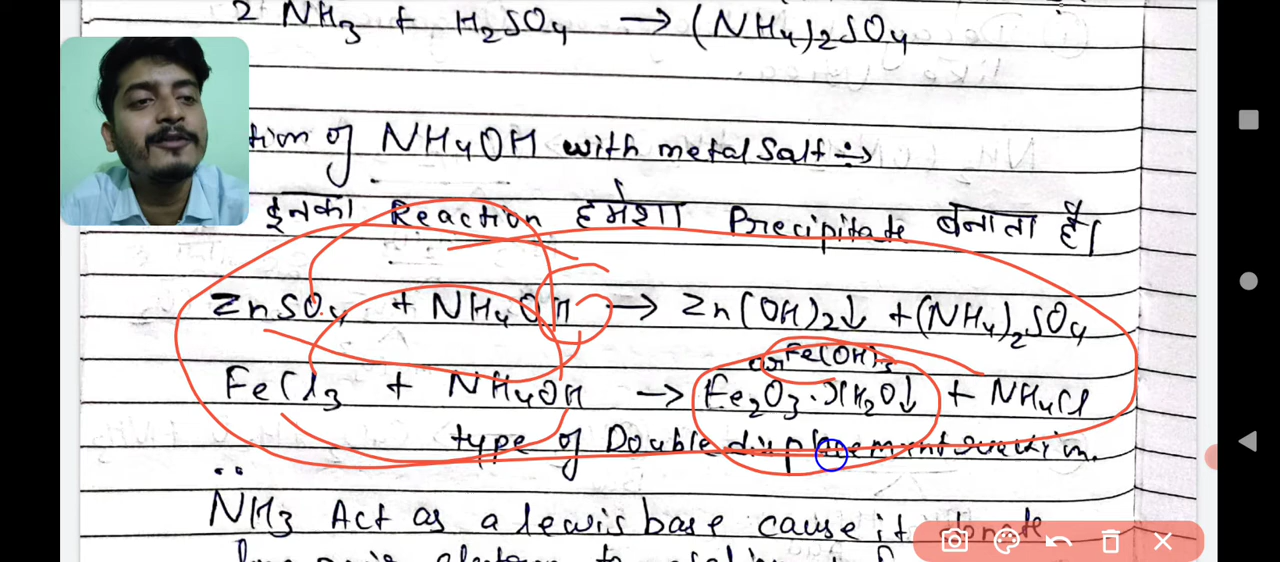 2 NH3 + H2SO4 → (NH4)2SO4
tion of NH4OH with metal salt ÷>
इनका Reaction हमेशा Precipitate बनाता है।
ZnSO4 + NH4OH → Zn(OH)2↓ + (NH4)2SO4
or Fe(OH)3
FeCl3 + NH4OH → Fe2O3.xH2O↓ + NH4Cl
type of Double displacement
NH3 Act as a lewis base cause it donate